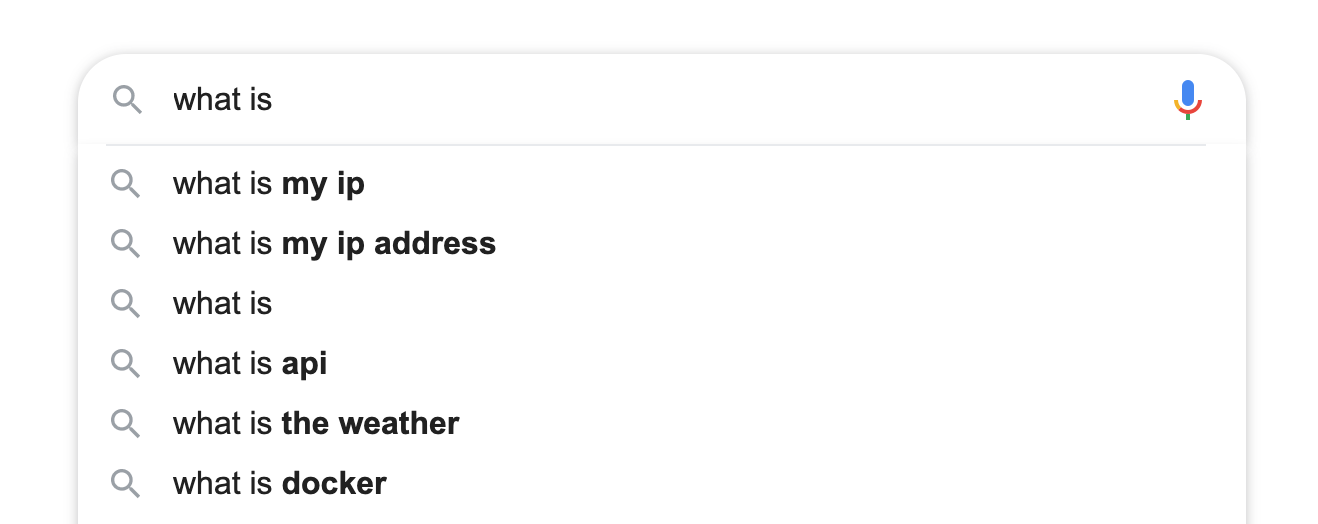 what is
what is my ip
what is my ip address
what is
what is api
what is the weather
what is docker